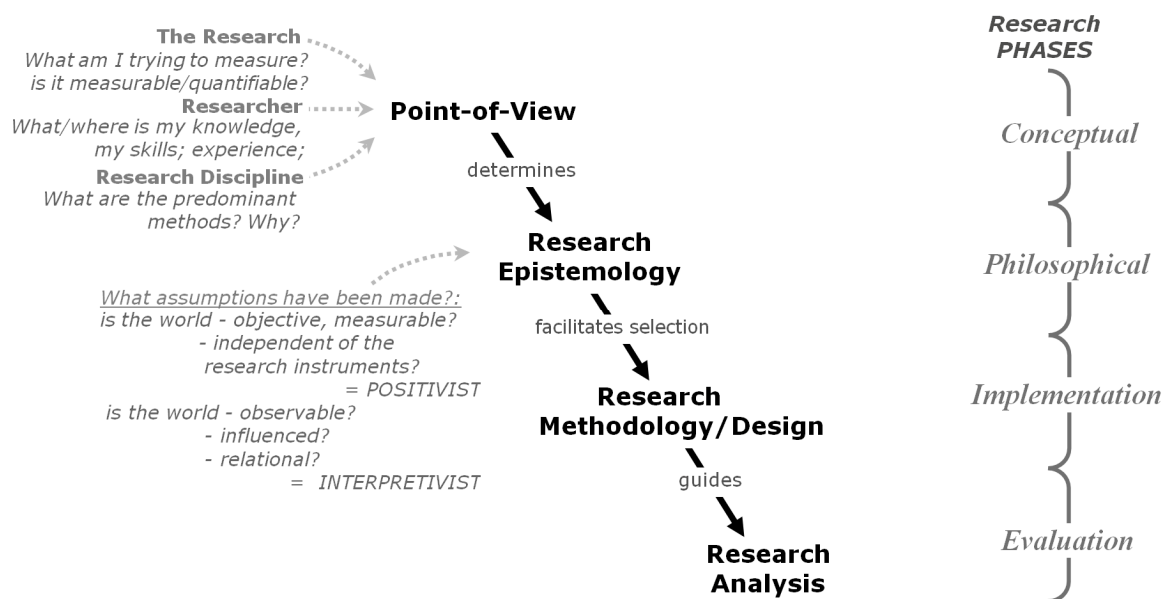 The Research
What am I trying to measure?
is it measurable/quantifiable?
Researcher
What/where is my knowledge,
my skills; experience;
Research Discipline
What are the predominant
methods? Why?
Point-of-View
determines
Research
Epistemology
What assumptions have been made?:
is the world - objective, measurable?
- independent of the
research instruments?
= POSITIVIST
is the world - observable?
- influenced?
- relational?
= INTERPRETIVIST
facilitates selection
Research
Methodology/Design
guides
Research
Analysis
Research
PHASES
Conceptual
Philosophical
Implementation
Evaluation